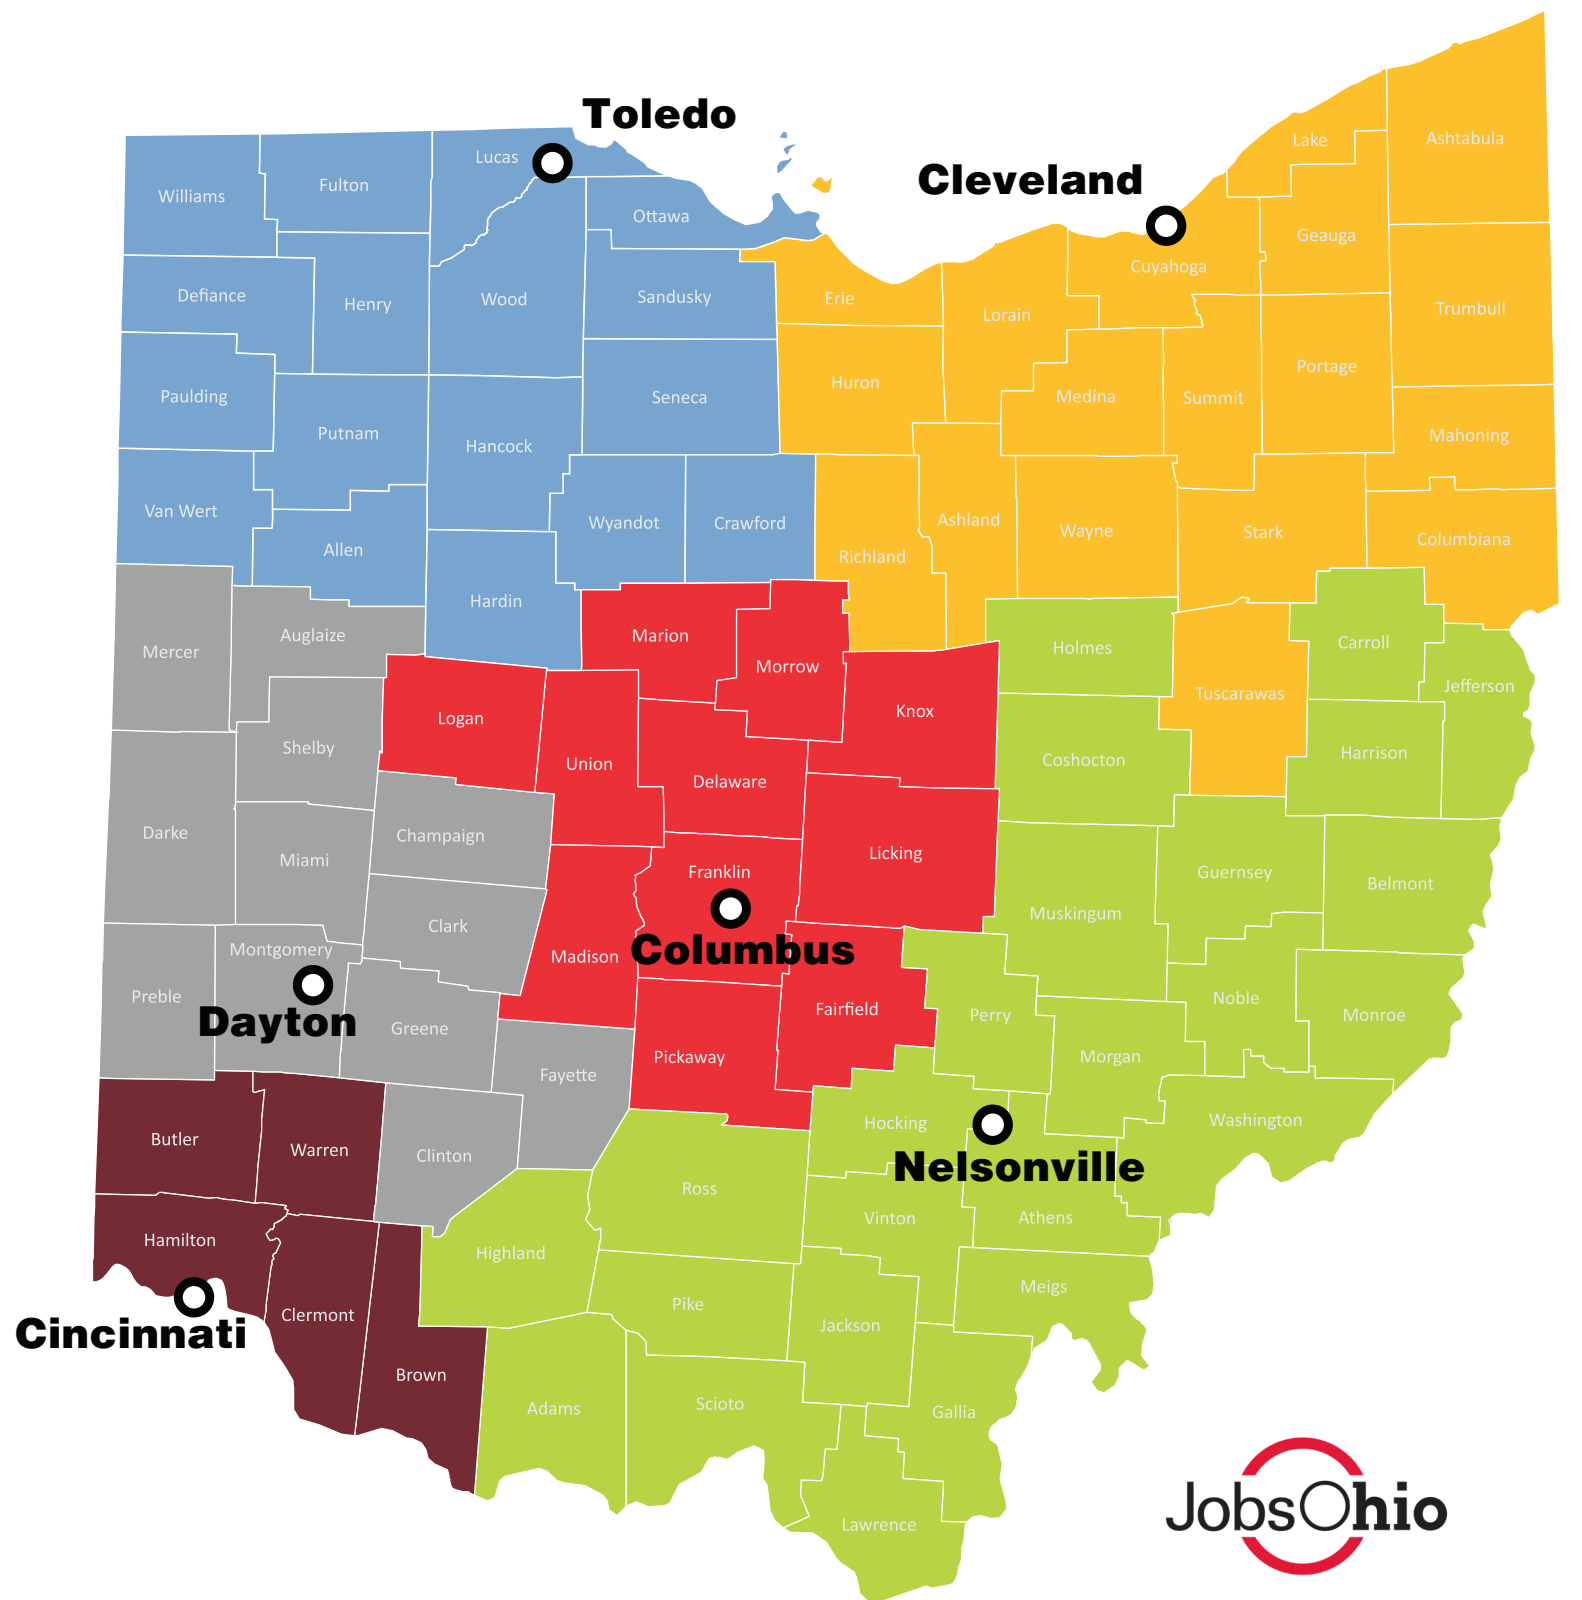 Toledo
Lucas
Cleveland
Lake
Ashtabula
Williams
Fulton
Ottawa
Geauga
Cuyahoga
Defiance
Henry
Wood
Sandusky
Erie
Lorain
Trumbull
Paulding
Putnam
Hancock
Seneca
Huron
Medina
Summit
Portage
Mahoning
Van Wert
Allen
Wyandot
Crawford
Richland
Ashland
Wayne
Stark
Columbiana
Hardin
Mercer
Auglaize
Marion
Morrow
Holmes
Carroll
Jefferson
Tuscarawas
Logan
Knox
Shelby
Union
Delaware
Coshocton
Harrison
Darke
Champaign
Miami
Franklin
Licking
Guernsey
Belmont
Muskingum
Clark
Montgomery
Madison
Columbus
Preble
Dayton
Greene
Fairfield
Perry
Noble
Monroe
Pickaway
Morgan
Fayette
Butler
Warren
Clinton
Hocking
Washington
Nelsonville
Ross
Vinton
Athens
Hamilton
Highland
Meigs
Cincinnati
Clermont
Pike
Jackson
Brown
Adams
Scioto
Gallia
Lawrence
JobsOhio